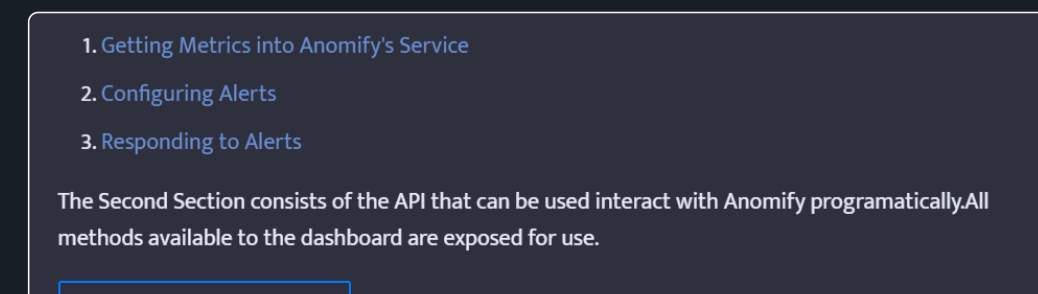 1. Getting Metrics into Anomify's Service
2. Configuring Alerts
3. Responding to Alerts
The Second Section consists of the API that can be used interact with Anomify programatically.All
methods available to the dashboard are exposed for use.